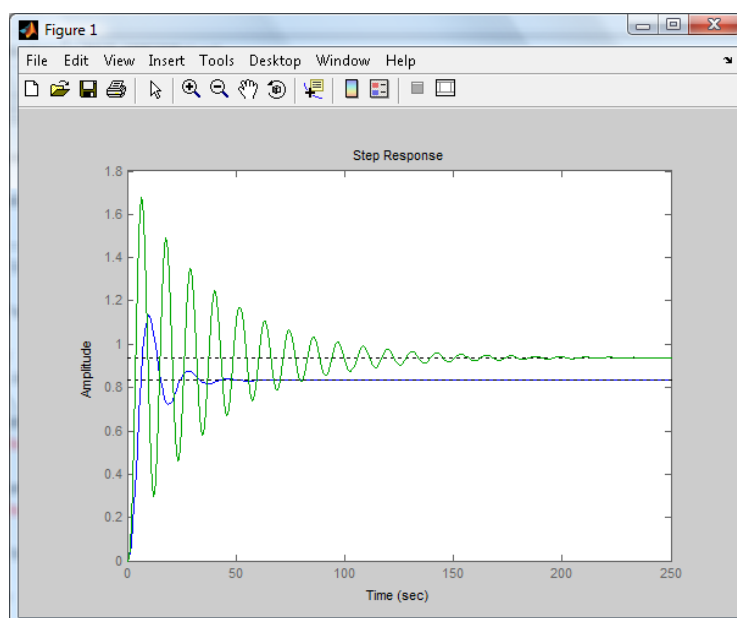 Figure 1
File Edit View Insert Tools Desktop Window Help
Step Response
1.8
1.6
1.4
1.2
1
0.8
0.6
0.4
0.2
0
Amplitude
0 50 100 150 200 250
Time (sec)